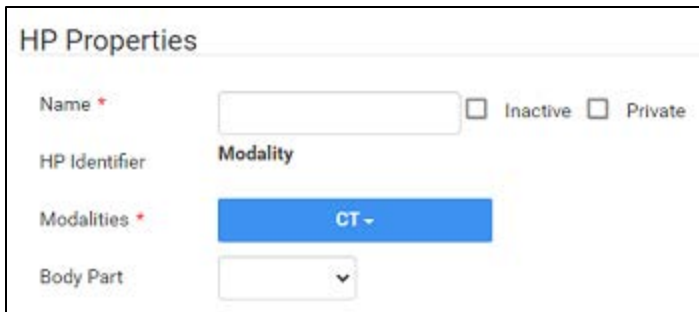 HP Properties
Name * Inactive Private
HP Identifier Modality
Modalities * CT
Body Part